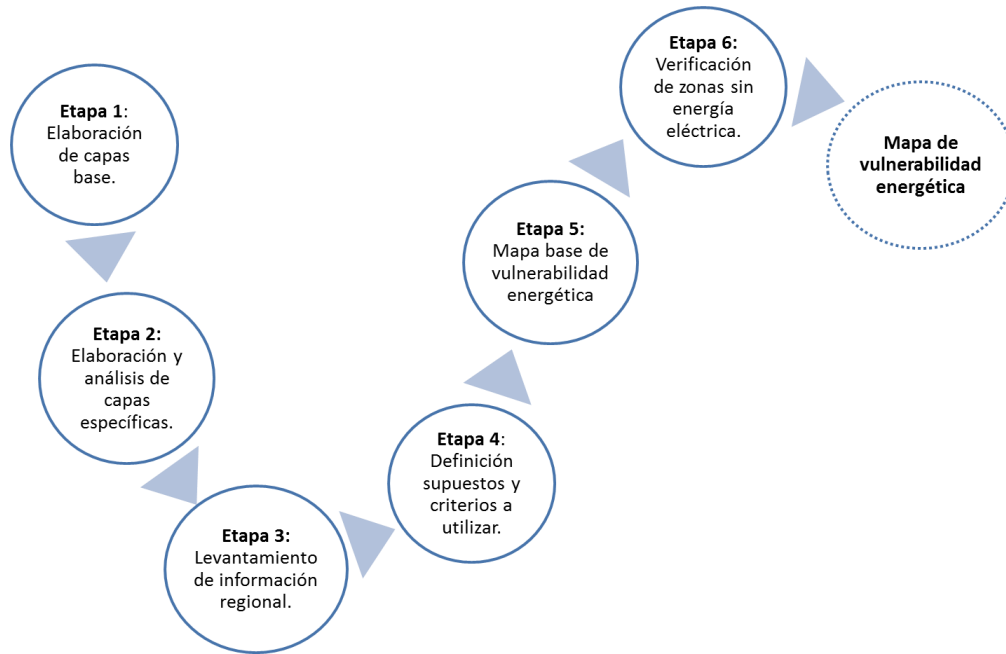 Etapa 1:
Elaboración
de capas
base.
Etapa 2:
Elaboración y
análisis de
capas
específicas.
Etapa 3:
Levantamiento
de información
regional.
Etapa 4:
Definición
supuestos y
criterios a
utilizar.
Etapa 5:
Mapa base de
vulnerabilidad
energética
Etapa 6:
Verificación
de zonas sin
energía
eléctrica.
Mapa de
vulnerabilidad
energética